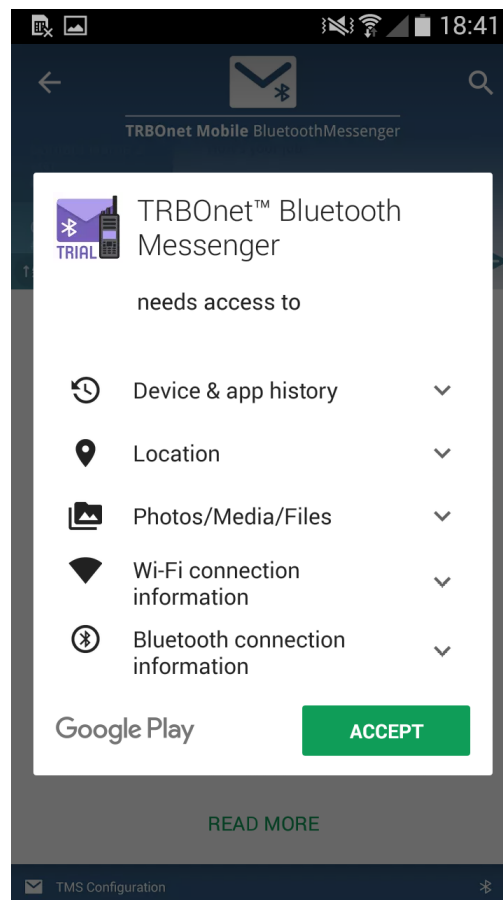 18:41
TRBOnet Mobile BluetoothMessenger
TRIAL
TRBOnet™ Bluetooth
Messenger
needs access to
Device & app history
Location
Photos/Media/Files
Wi-Fi connection
information
Bluetooth connection
information
Google Play
ACCEPT
READ MORE
TMS Configuration